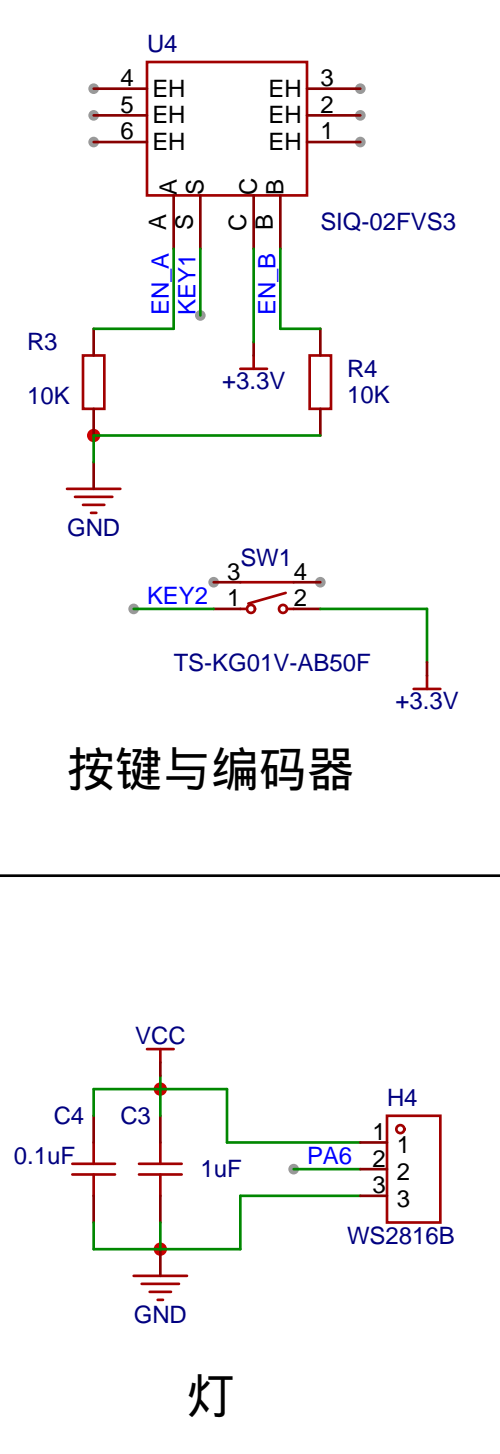 U4
4 EH EH 3
5 EH EH 2
6 EH EH 1
A S C B
A S C B
SIQ-02FVS3
EN_A KEY1 EN_B
R3
10K
+3.3V
R4
10K
GND
SW1
3 4
KEY2 1 2
TS-KG01V-AB50F
+3.3V
按键与编码器
VCC
C4 C3
0.1uF 1uF
H4
1 1
PA6 2 2
3 3
WS2816B
GND
灯